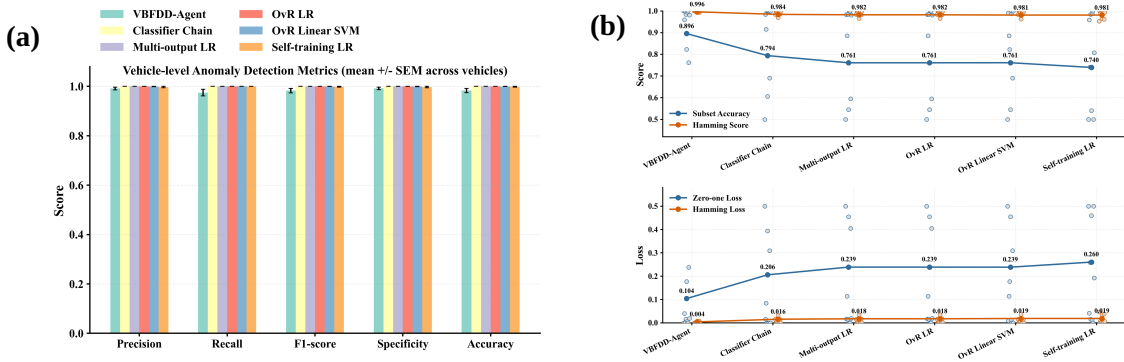 (a)
VBFDD-Agent
Classifier Chain
Multi-output LR
OvR LR
OvR Linear SVM
Self-training LR
Vehicle-level Anomaly Detection Metrics (mean +/- SEM across vehicles)
Score
1.0
0.8
0.6
0.4
0.2
0.0
Precision
Recall
F1-score
Specificity
Accuracy
(b)
Score
1.0
0.9
0.8
0.7
0.6
0.5
0.996
0.984
0.982
0.982
0.981
0.981
0.896
0.794
0.761
0.761
0.761
0.740
Subset Accuracy
Hamming Score
VBFDD-Agent
Classifier Chain
Multi-output LR
OvR LR
OvR Linear SVM
Self-training LR
Zero-one Loss
Hamming Loss
Loss
0.5
0.4
0.3
0.2
0.1
0.0
0.104
0.206
0.239
0.239
0.239
0.260
0.004
0.016
0.018
0.018
0.019
0.019
VBFDD-Agent
Classifier Chain
Multi-output LR
OvR LR
OvR Linear SVM
Self-training LR